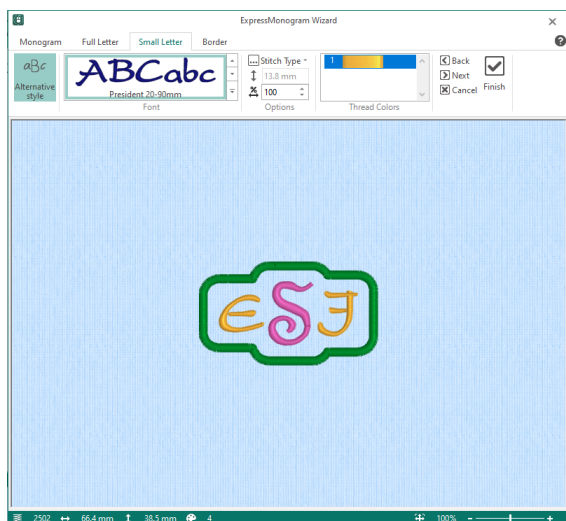 ExpressMonogram Wizard
Monogram Full Letter Small Letter Border
aBc
Alternative style
ABCabc
President 20-90mm
Font
Stitch Type
13.8 mm
100
Options
1
Thread Colors
Back
Next
Cancel
Finish
ESJ
2502 66.4 mm 38.5 mm 4 100%